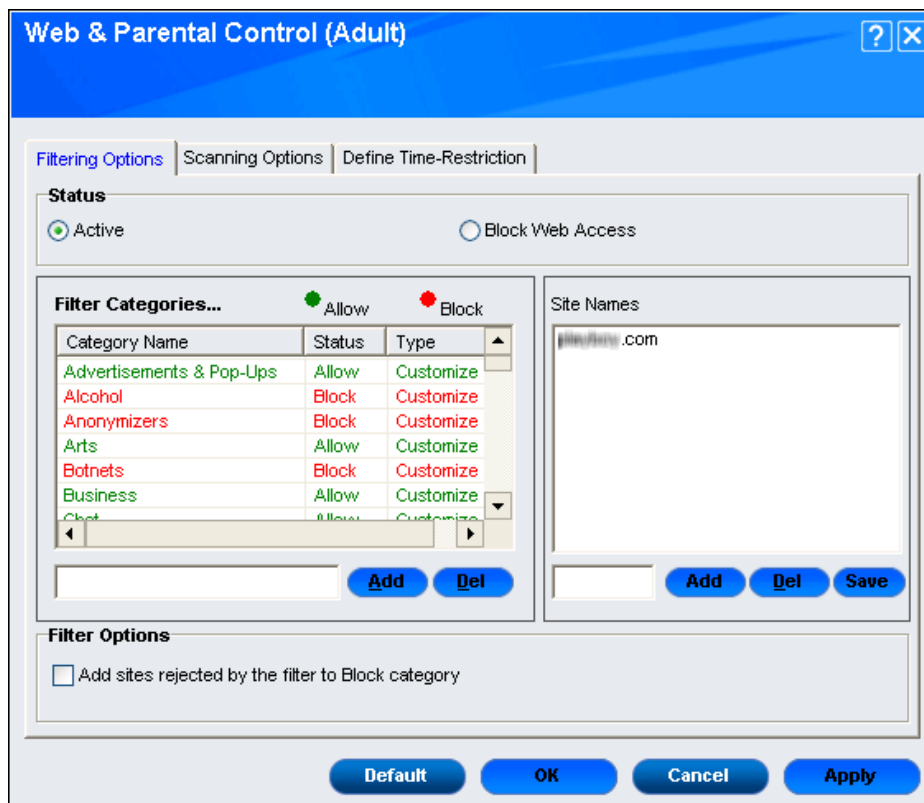 Web & Parental Control (Adult)
?
Filtering Options Scanning Options Define Time-Restriction
Status
Active Block Web Access
Filter Categories... Allow Block
Category Name Status Type
Advertisements & Pop-Ups Allow Customize
Alcohol Block Customize
Anonymizers Block Customize
Arts Allow Customize
Botnets Block Customize
Business Allow Customize
Chat Allow Customize
Add Del
Site Names
.com
Add Del Save
Filter Options
Add sites rejected by the filter to Block category
Default OK Cancel Apply